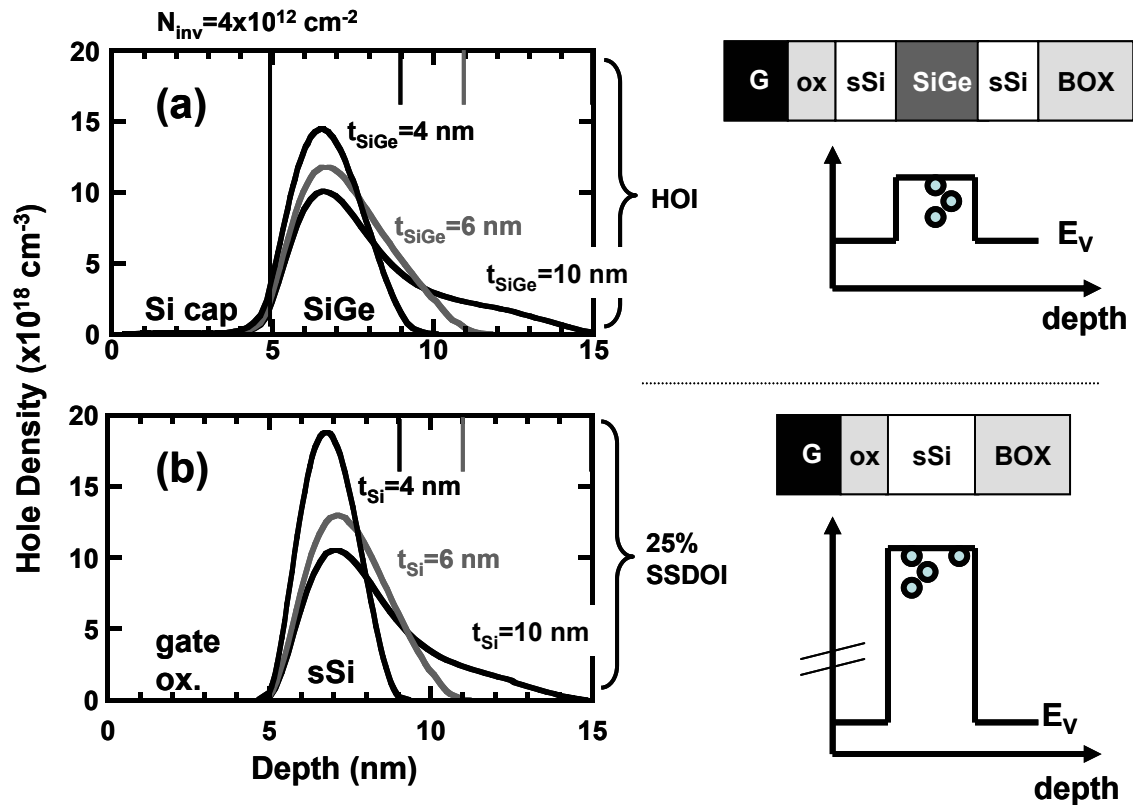 N_inv=4x10^12 cm^-2
Hole Density (x10^18 cm^-3)
20
15
10
5
0
(a)
t_SiGe=4 nm
t_SiGe=6 nm
t_SiGe=10 nm
Si cap
SiGe
0
5
10
15
HOI
G
ox
sSi
SiGe
sSi
BOX
E_V
depth
20
15
10
5
0
(b)
t_Si=4 nm
t_Si=6 nm
t_Si=10 nm
gate
ox.
sSi
0
5
10
15
Depth (nm)
25%
SSDOI
G
ox
sSi
BOX
E_V
depth